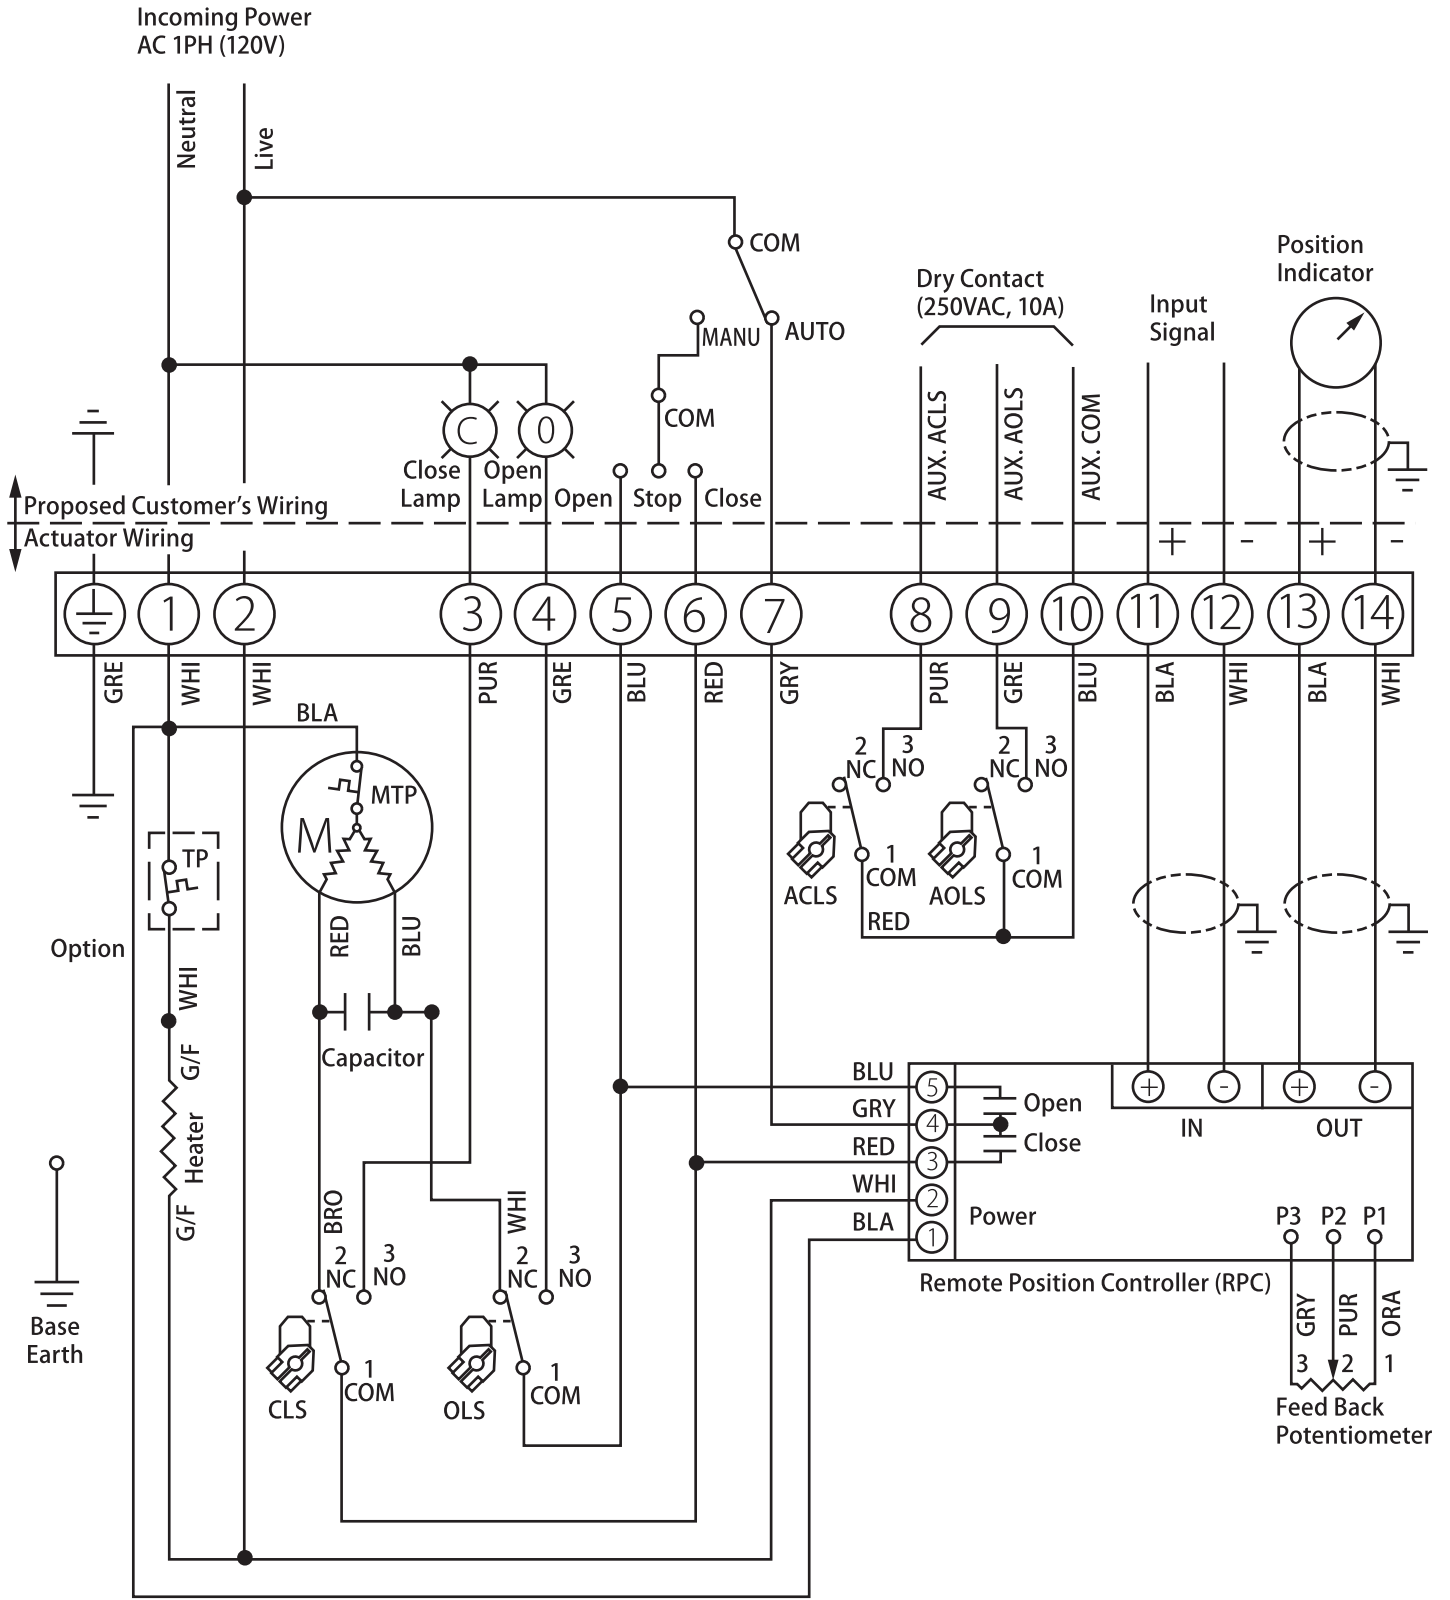 Incoming Power
AC 1PH (120V)
Neutral
Live
COM
MANU
AUTO
COM
Dry Contact
(250VAC, 10A)
Input
Signal
Position
Indicator
C
0
Close
Lamp
Open
Lamp
Open
Stop
Close
AUX. ACLS
AUX. AOLS
AUX. COM
Proposed Customer's Wiring
Actuator Wiring
+
-
+
-
1
2
3
4
5
6
7
8
9
10
11
12
13
14
GRE
WHI
WHI
PUR
GRE
BLU
RED
GRY
PUR
GRE
BLU
BLA
WHI
BLA
WHI
BLA
MTP
M
TP
Option
RED
BLU
2
NC
3
NO
2
NC
3
NO
1
COM
1
COM
ACLS
AOLS
RED
WHI
G/F
Heater
G/F
Capacitor
BRO
WHI
2
NC
3
NO
2
NC
3
NO
1
COM
1
COM
CLS
OLS
Base
Earth
BLU
GRY
RED
WHI
BLA
5
4
3
2
1
Open
Close
Power
+
-
+
-
IN
OUT
P3
P2
P1
Remote Position Controller (RPC)
GRY
PUR
ORA
3
2
1
Feed Back
Potentiometer